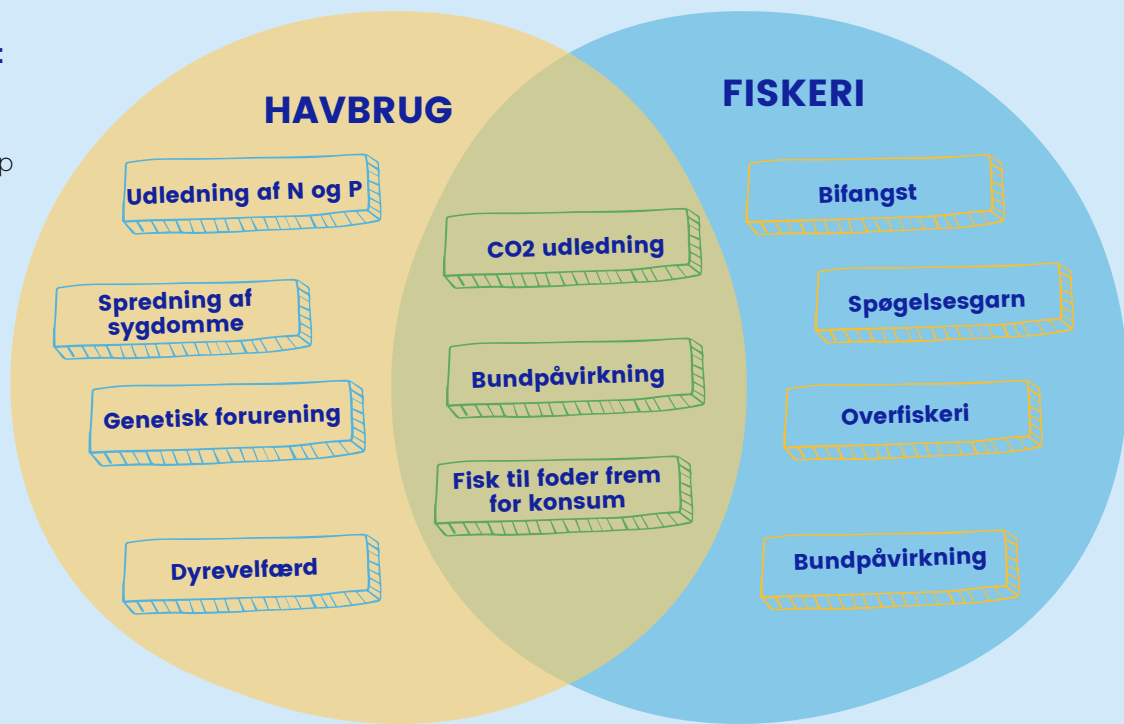 :
p
HAVBRUG
Udledning af N og P
Spredning af
sygdomme
Genetisk forurening
Dyrevelfærd
CO2 udledning
Bundpåvirkning
Fisk til foder frem
for konsum
FISKERI
Bifangst
Spøgelsesgarn
Overfiskeri
Bundpåvirkning